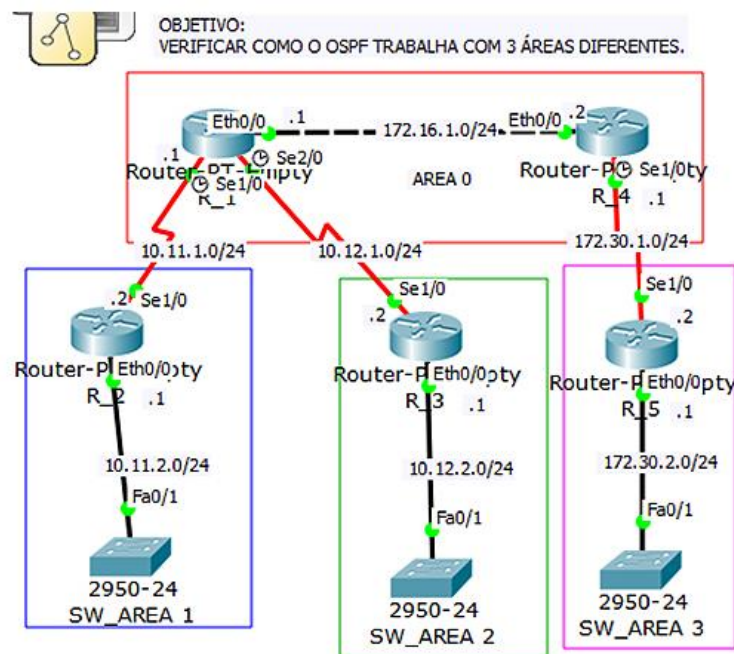 OBJETIVO:
VERIFICAR COMO O OSPF TRABALHA COM 3 ÁREAS DIFERENTES.
Eth0/0
.1
172.16.1.0/24
Eth0/0
.2
.1
Se2/0
Se1/0
R_1
AREA 0
Router-P
Se1/0
R_4
.1
10.11.1.0/24
10.12.1.0/24
172.30.1.0/24
.2
Se1/0
Se1/0
.2
Se1/0
.2
Router-P
Eth0/0
R_2
.1
Router-P
Eth0/0
R_3
.1
Router-P
Eth0/0
R_5
.1
10.11.2.0/24
10.12.2.0/24
172.30.2.0/24
Fa0/1
Fa0/1
Fa0/1
2950-24
SW_AREA 1
2950-24
SW_AREA 2
2950-24
SW_AREA 3